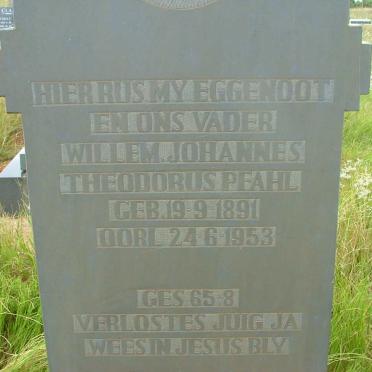 HIER RUS MY EGGENOOT
EN ONS VADER
WILLEM JOHANNES
THEODORUS PFAHL
GEB. 19-9-1891
OORL. 24-6-1953
GES 65-8
VERLOSTES JUIG JA
WEES IN JESUS BLY